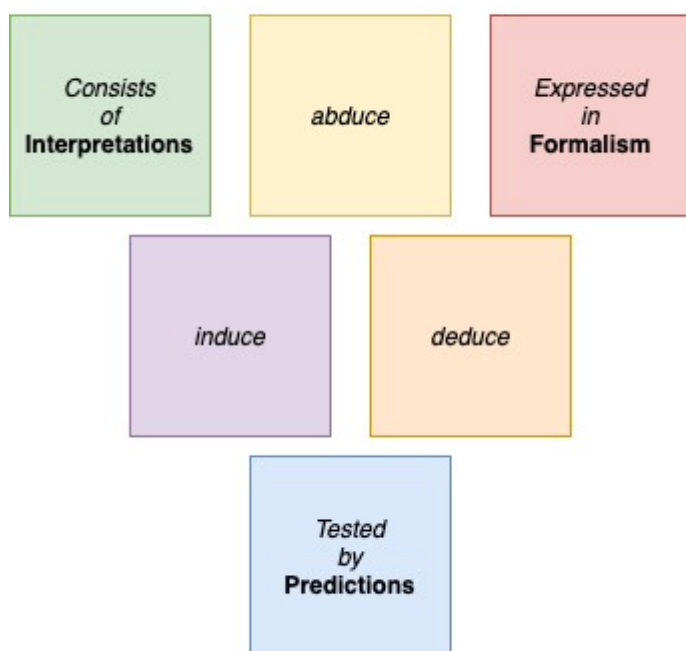 Consists
of
Interpretations
abduce
Expressed
in
Formalism
induce
deduce
Tested
by
Predictions